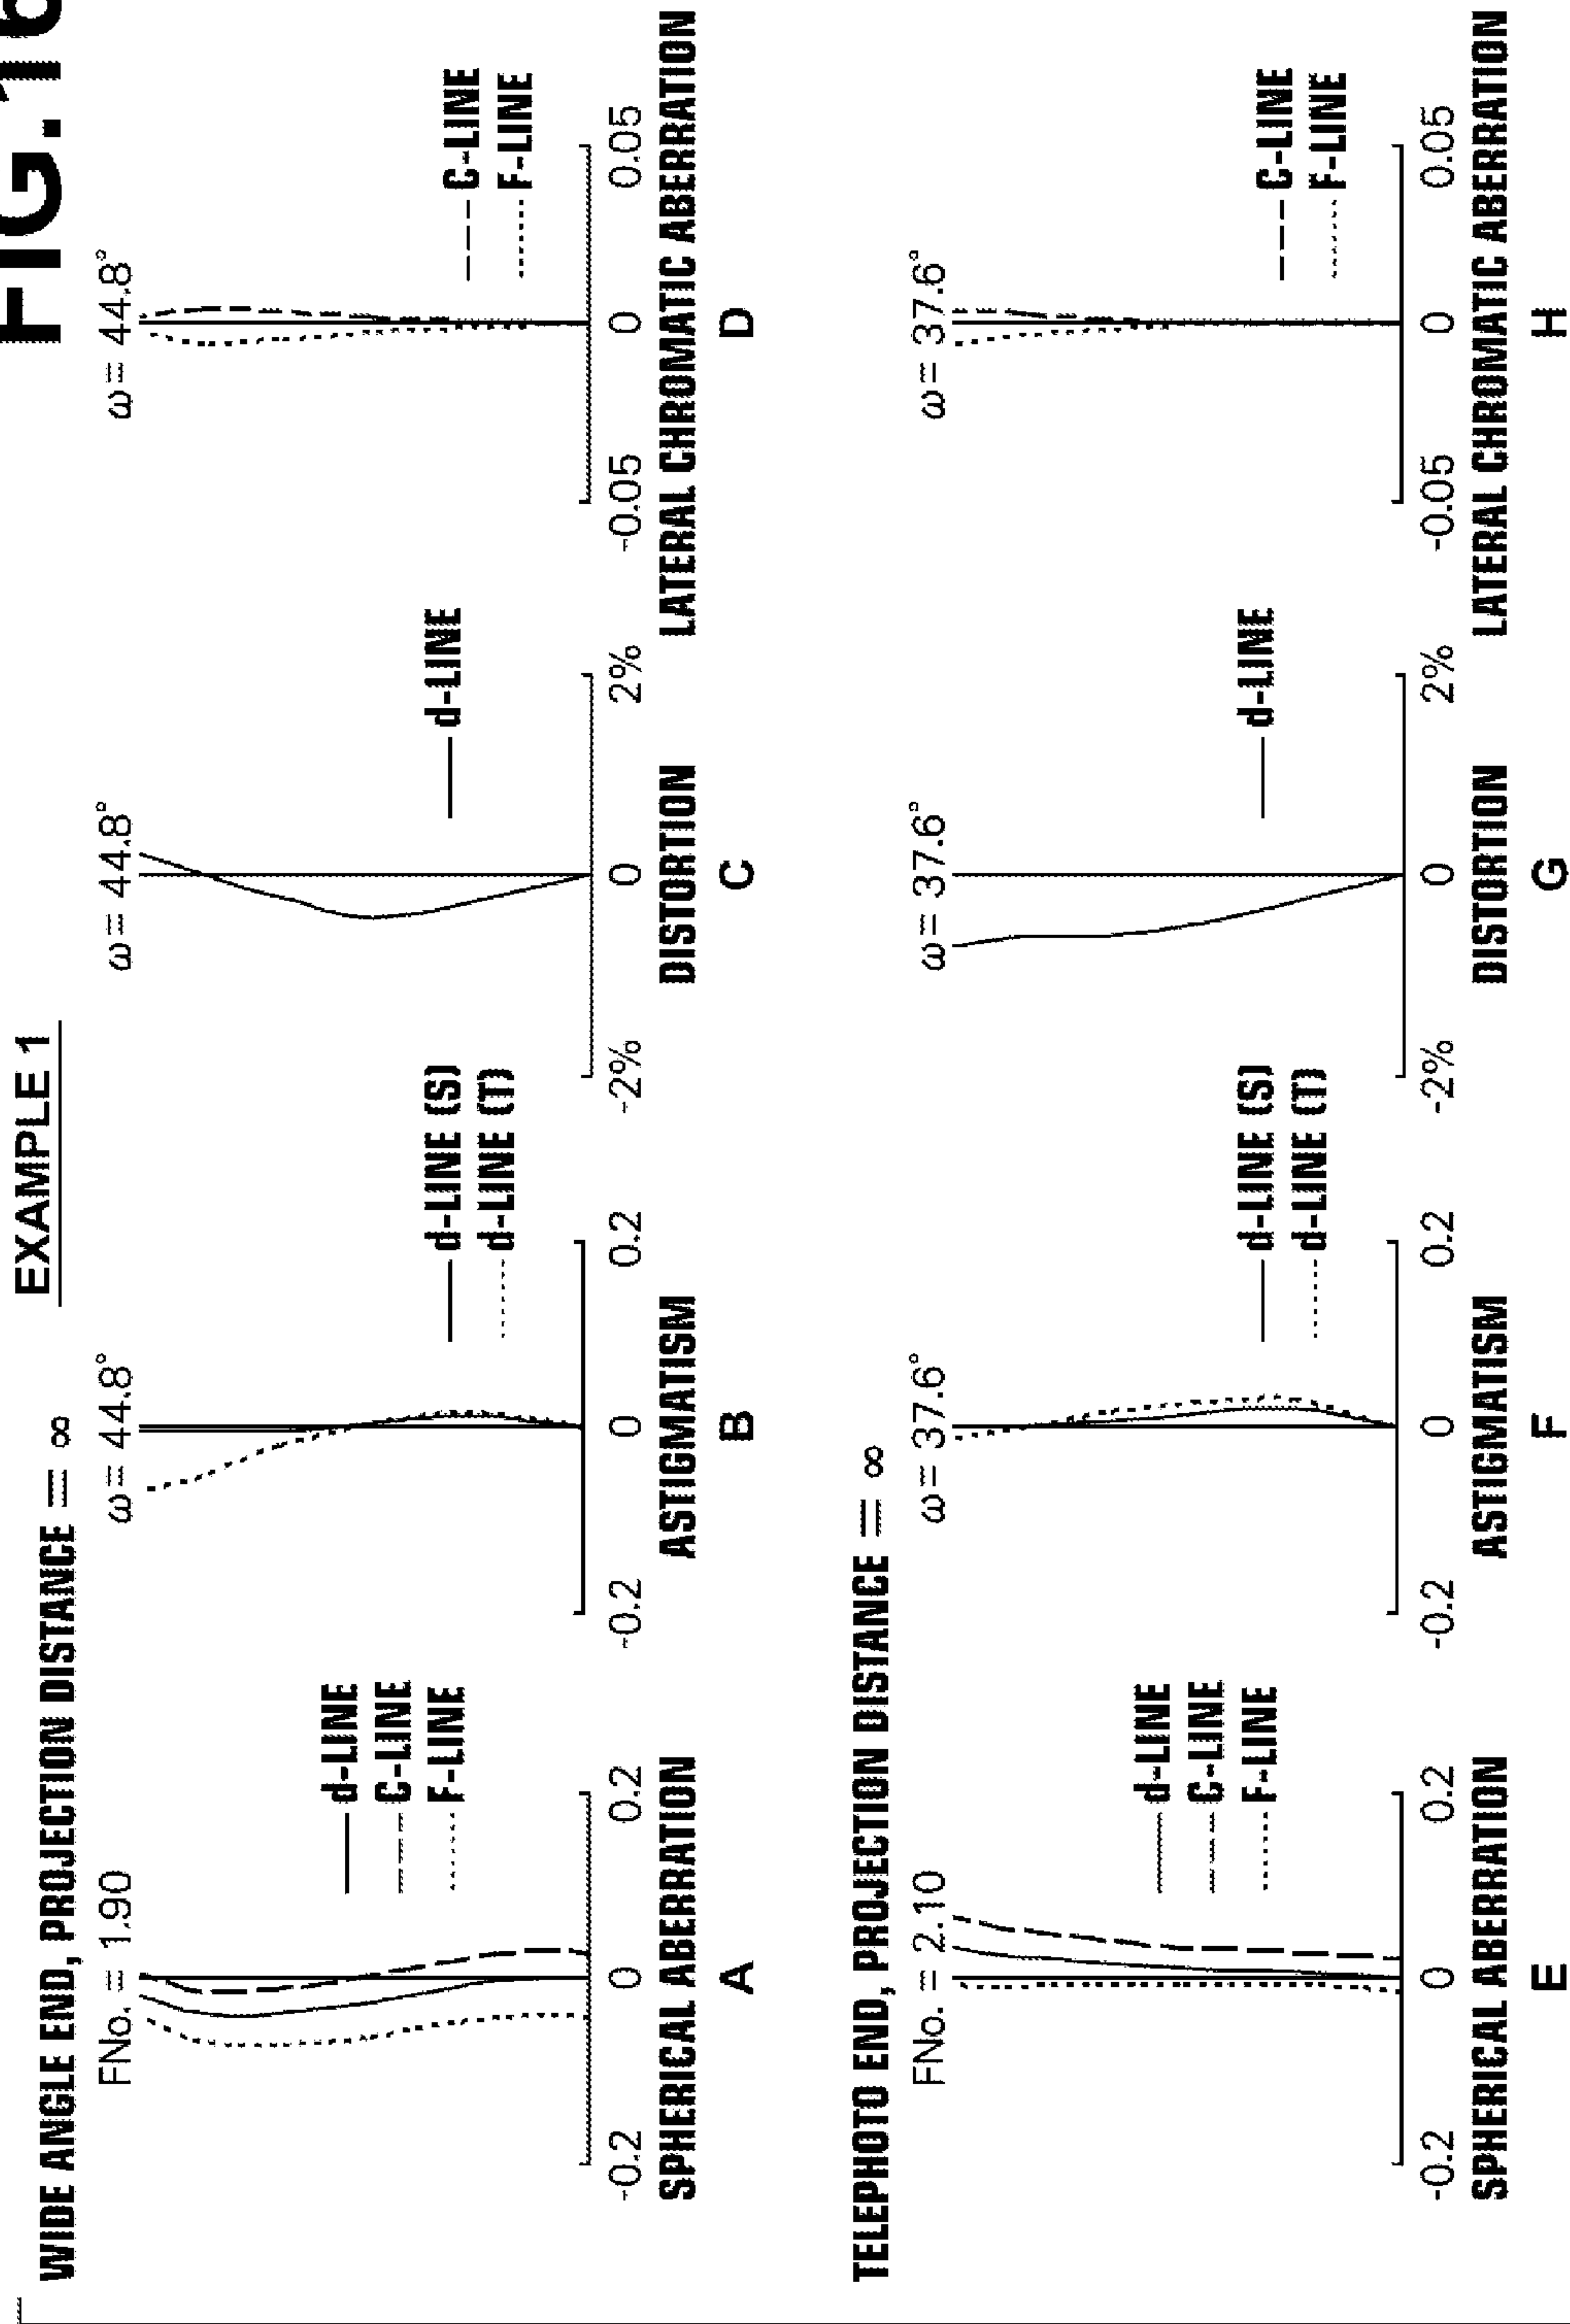 FIG.16
EXAMPLE 1
WIDE ANGLE END, PROJECTION DISTANCE = ∞
FNo. = 1.90
d-LINE
C-LINE
F-LINE
-0.2 0 0.2
SPHERICAL ABERRATION
A
ω= 44.8°
d-LINE (S)
d-LINE (T)
-0.2 0 0.2
ASTIGMATISM
B
ω= 44.8°
d-LINE
-2% 0 2%
DISTORTION
C
ω= 44.8°
C-LINE
F-LINE
-0.05 0 0.05
LATERAL CHROMATIC ABERRATION
D
TELEPHOTO END, PROJECTION DISTANCE = ∞
FNo. = 2.10
d-LINE
C-LINE
F-LINE
-0.2 0 0.2
SPHERICAL ABERRATION
E
ω= 37.6°
d-LINE (S)
d-LINE (T)
-0.2 0 0.2
ASTIGMATISM
F
ω= 37.6°
d-LINE
-2% 0 2%
DISTORTION
G
ω= 37.6°
C-LINE
F-LINE
-0.05 0 0.05
LATERAL CHROMATIC ABERRATION
H